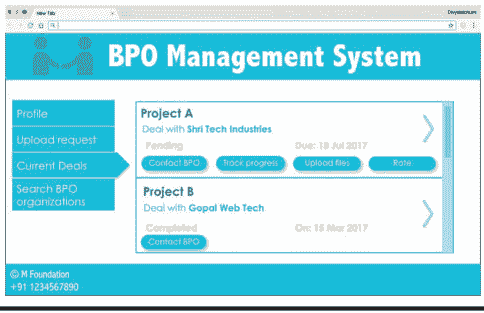 New Tab
BPO Management System
Profile
Upload request
Current Deals
Search BPO
organizations
Project A
Deal with Shri Tech Industries
Pending Due: 18 Jul 2017
Contact BPO Track progress Upload files Rate
Project B
Deal with Gopal Web Tech
Completed On: 15 Mar 2017
Contact BPO
© M Foundation
+91 1234567890